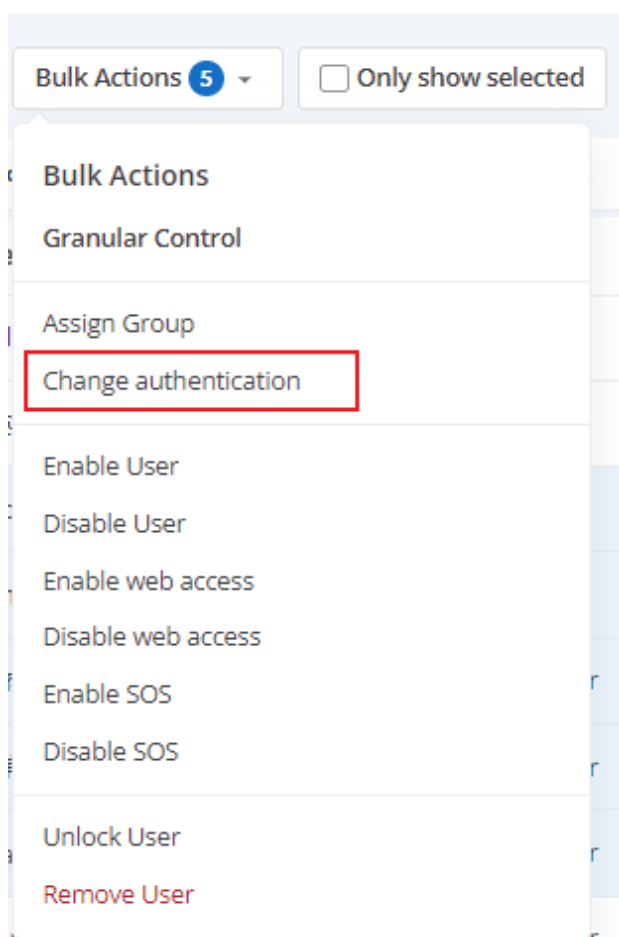 Bulk Actions 5
Only show selected
Bulk Actions
Granular Control
Assign Group
Change authentication
Enable User
Disable User
Enable web access
Disable web access
Enable SOS
Disable SOS
Unlock User
Remove User